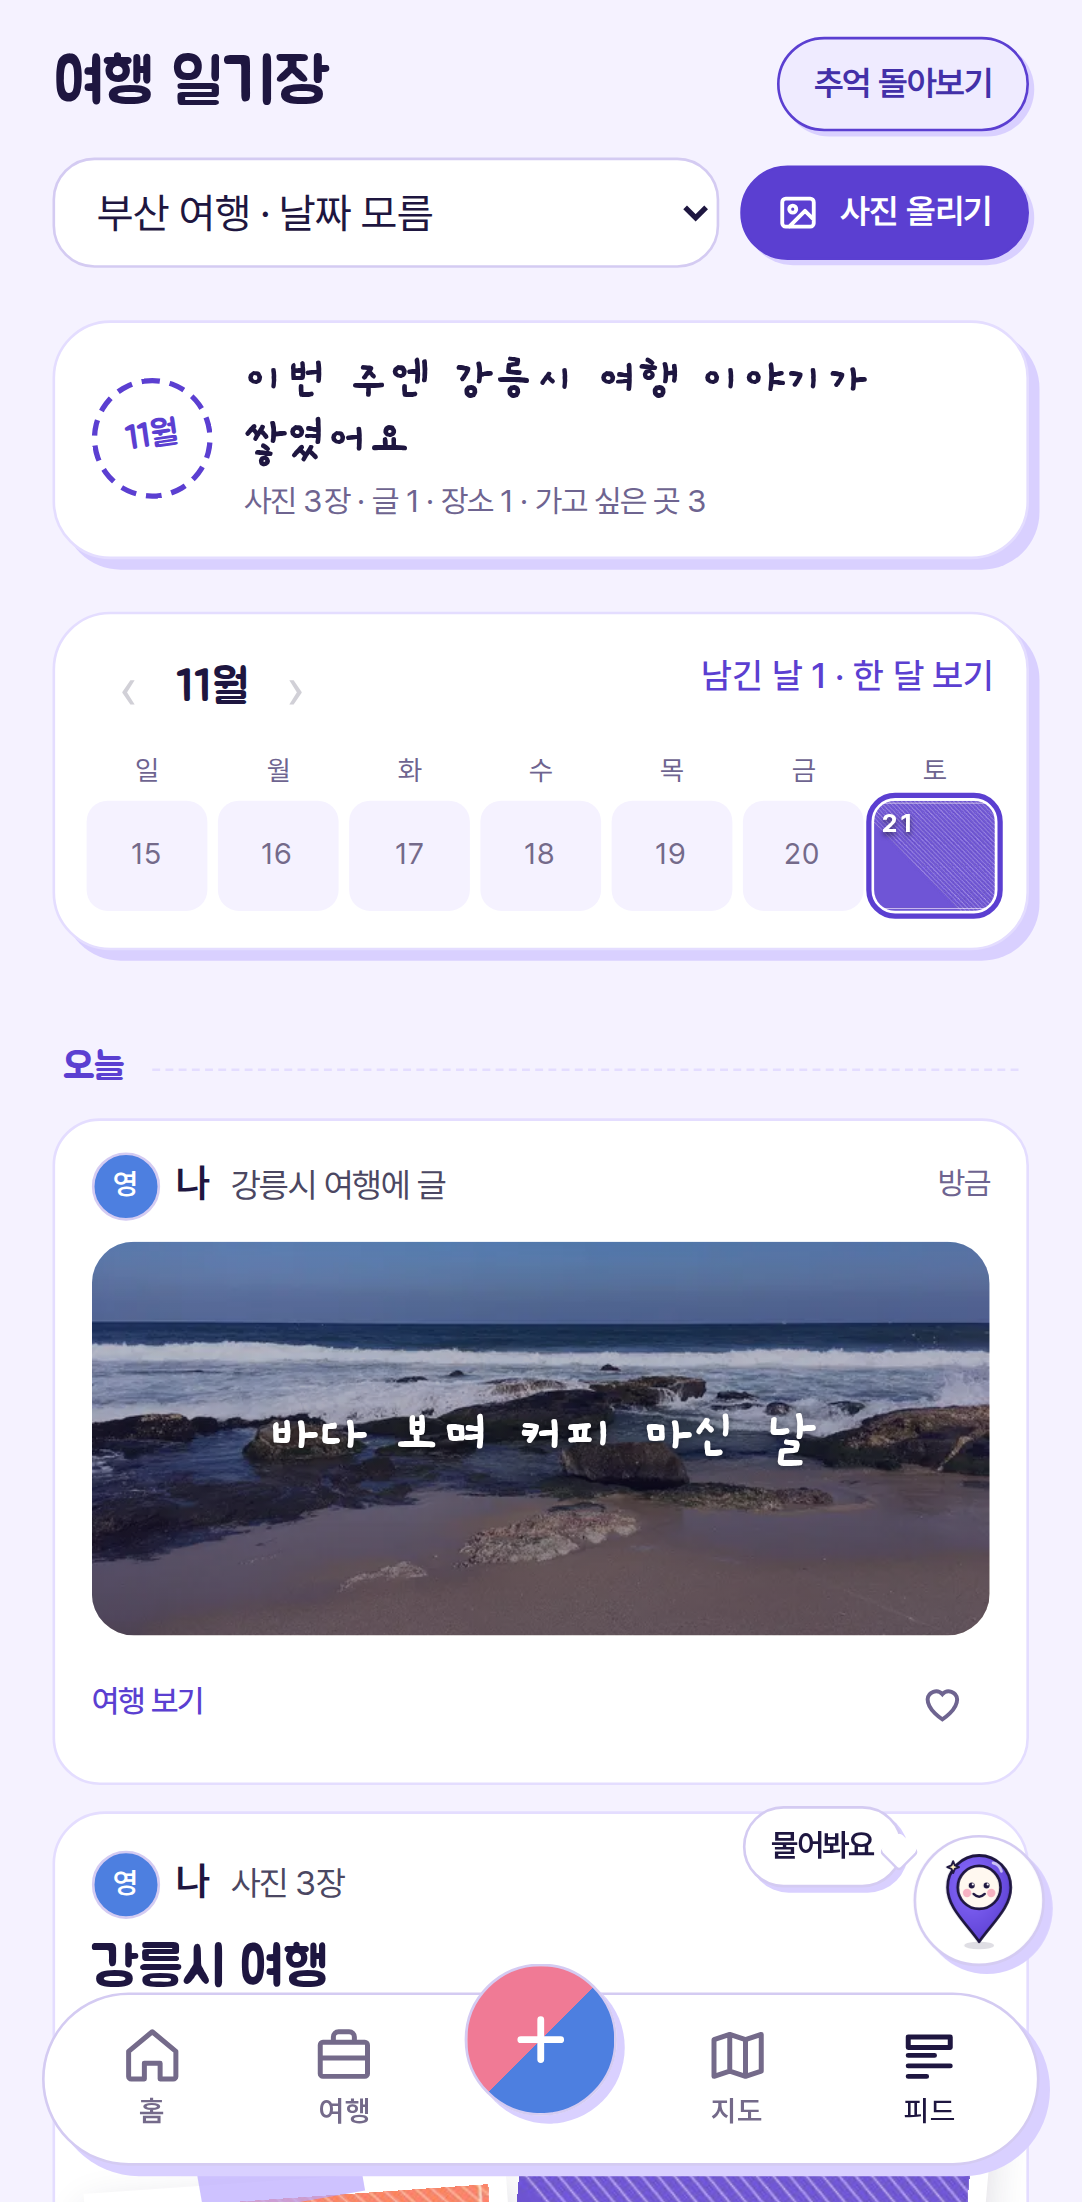 여행 일기장
추억 돌아보기
부산 여행 · 날짜 모름
사진 올리기
11월
이번 주엔 강릉시 여행 이야기가
쌓였어요
사진 3장 · 글 1 · 장소 1 · 가고 싶은 곳 3
‹ 11월 ›
남긴 날 1 · 한 달 보기
일 월 화 수 목 금 토
15 16 17 18 19 20 21
오늘
영 나 강릉시 여행에 글 방금
바다 보며 커피 마신 날
여행 보기
물어봐요
영 나 사진 3장
강릉시 여행
홈 여행 지도 피드